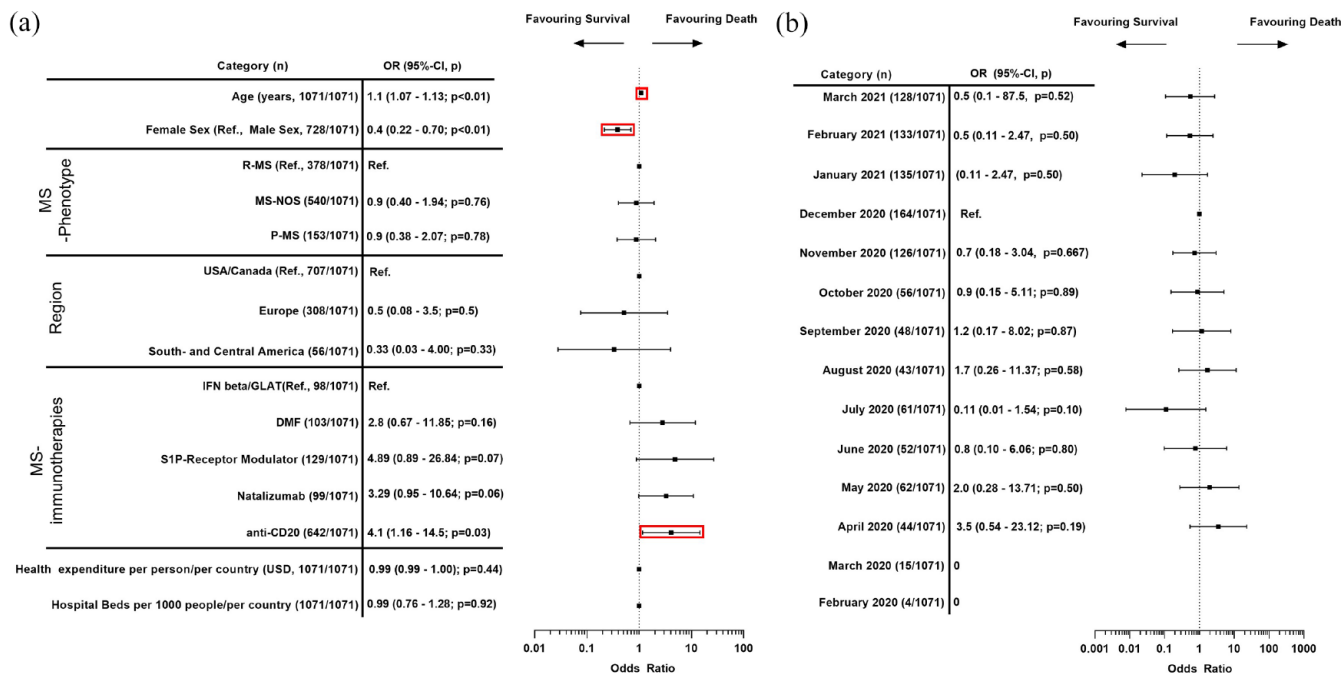 (a)
Favouring Survival
Favouring Death
Category (n)
OR (95%-CI, p)
Age (years, 1071/1071)
1.1 (1.07 - 1.13; p<0.01)
Female Sex (Ref., Male Sex, 728/1071)
0.4 (0.22 - 0.70; p<0.01)
MS
-Phenotype
R-MS (Ref., 378/1071)
Ref.
MS-NOS (540/1071)
0.9 (0.40 - 1.94; p=0.76)
P-MS (153/1071)
0.9 (0.38 - 2.07; p=0.78)
Region
USA/Canada (Ref., 707/1071)
Ref.
Europe (308/1071)
0.5 (0.08 - 3.5; p=0.5)
South- and Central America (56/1071)
0.33 (0.03 - 4.00; p=0.33)
MS-
immunotherapies
IFN beta/GLAT(Ref., 98/1071)
Ref.
DMF (103/1071)
2.8 (0.67 - 11.85; p=0.16)
S1P-Receptor Modulator (129/1071)
4.89 (0.89 - 26.84; p=0.07)
Natalizumab (99/1071)
3.29 (0.95 - 10.64; p=0.06)
anti-CD20 (642/1071)
4.1 (1.16 - 14.5; p=0.03)
Health expenditure per person/per country (USD, 1071/1071)
0.99 (0.99 - 1.00; p=0.44)
Hospital Beds per 1000 people/per country (1071/1071)
0.99 (0.76 - 1.28; p=0.92)
0.01 0.1 1 10 100
Odds Ratio
(b)
Favouring Survival
Favouring Death
Category (n)
OR (95%-CI, p)
March 2021 (128/1071)
0.5 (0.1 - 87.5, p=0.52)
February 2021 (133/1071)
0.5 (0.11 - 2.47, p=0.50)
January 2021 (135/1071)
(0.11 - 2.47, p=0.50)
December 2020 (164/1071)
Ref.
November 2020 (126/1071)
0.7 (0.18 - 3.04, p=0.667)
October 2020 (56/1071)
0.9 (0.15 - 5.11; p=0.89)
September 2020 (48/1071)
1.2 (0.17 - 8.02; p=0.87)
August 2020 (43/1071)
1.7 (0.26 - 11.37; p=0.58)
July 2020 (61/1071)
0.11 (0.01 - 1.54; p=0.10)
June 2020 (52/1071)
0.8 (0.10 - 6.06; p=0.80)
May 2020 (62/1071)
2.0 (0.28 - 13.71; p=0.50)
April 2020 (44/1071)
3.5 (0.54 - 23.12; p=0.19)
March 2020 (15/1071)
0
February 2020 (4/1071)
0
0.001 0.01 0.1 1 10 100 1000
Odds Ratio